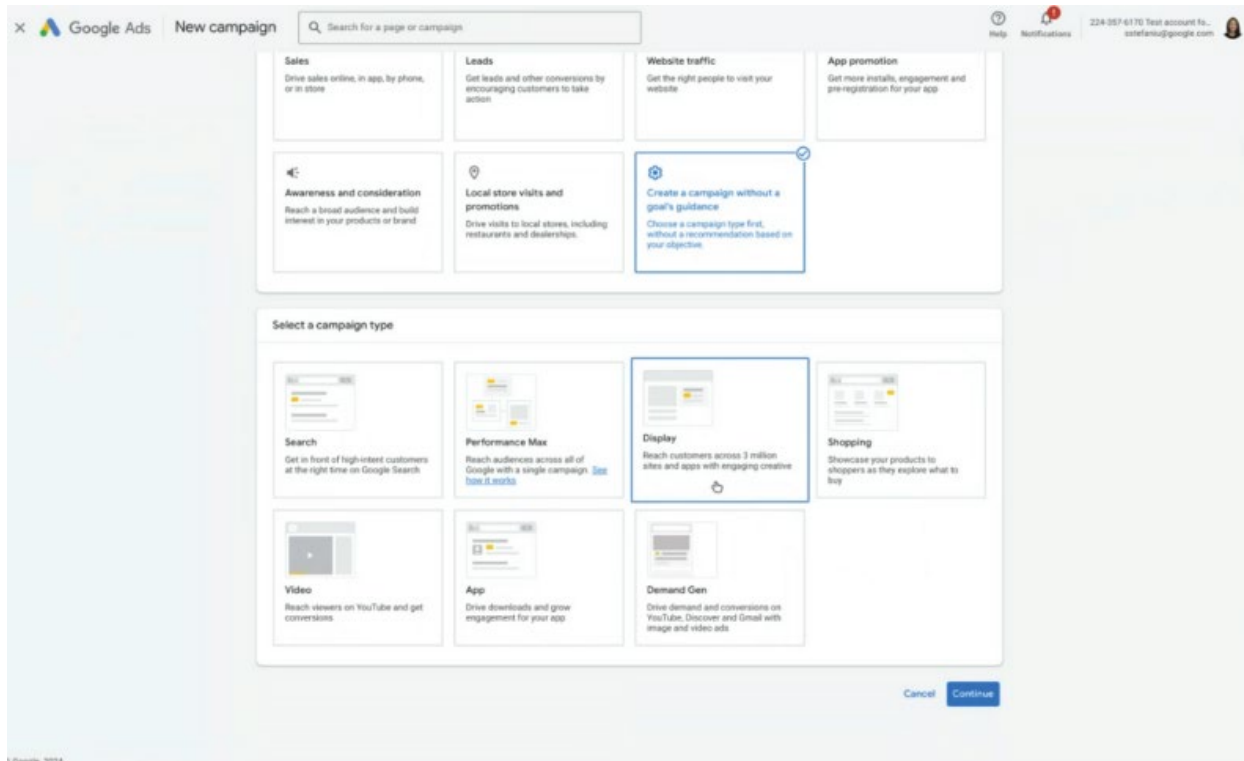 Google Ads
New campaign
Search for a page or campaign
Help
Notifications
224-357-6170 Test account fo...
Sales
Drive sales online, in app, by phone,
or in store
Leads
Get leads and other conversions by
encouraging customers to take
action
Website traffic
Get the right people to visit your
website
App promotion
Get more installs, engagement and
pre-registration for your app
Awareness and consideration
Reach a broad audience and build
interest in your products or brand
Local store visits and
promotions
Drive visits to local stores, including
restaurants and dealerships.
Create a campaign without a
goal's guidance
Choose a campaign type first,
without a recommendation based on
your objective.
Select a campaign type
Search
Get in front of high-intent customers
at the right time on Google Search
Performance Max
Reach audiences across all of
Google with a single campaign. See
how it works
Display
Reach customers across 3 million
sites and apps with engaging creative
Shopping
Showcase your products to
shoppers as they explore what to
buy
Video
Reach viewers on YouTube and get
conversions
App
Drive downloads and grow
engagement for your app
Demand Gen
Drive demand and conversions on
YouTube, Discover and Gmail with
image and video ads
Cancel
Continue